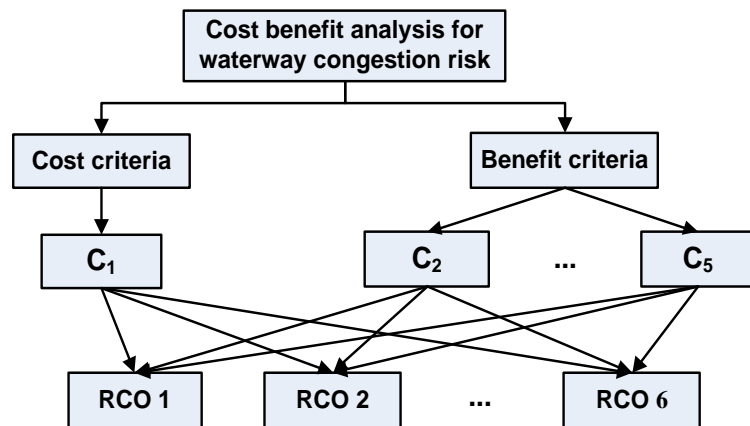 Cost benefit analysis for
waterway congestion risk
Cost criteria
Benefit criteria
C₁
C₂
...
C₅
RCO 1
RCO 2
...
RCO 6